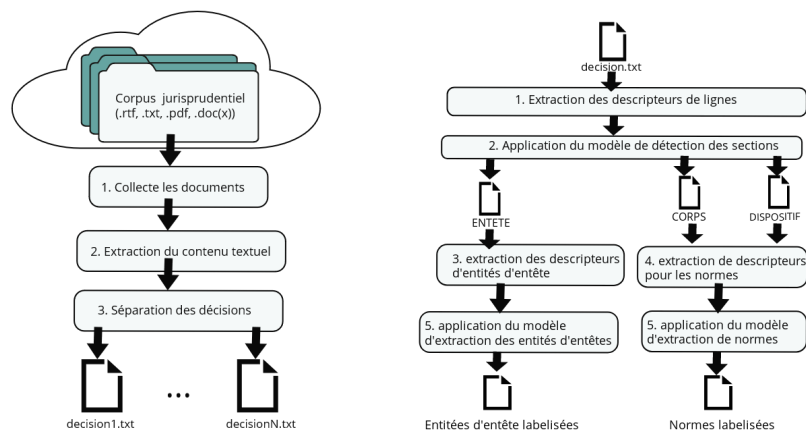 Corpus jurisprudentiel
(.rtf, .txt, .pdf, .doc(x))
1. Collecte les documents
2. Extraction du contenu textuel
3. Séparation des décisions
...
decision1.txt
decisionN.txt
decision.txt
1. Extraction des descripteurs de lignes
2. Application du modèle de détection des sections
ENTETE
CORPS
DISPOSITIF
3. extraction des descripteurs
d'entités d'entête
4. extraction de descripteurs
pour les normes
5. application du modèle
d'extraction des entités d'entêtes
5. application du modèle
d'extraction de normes
Entitées d'entête labelisées
Normes labelisées